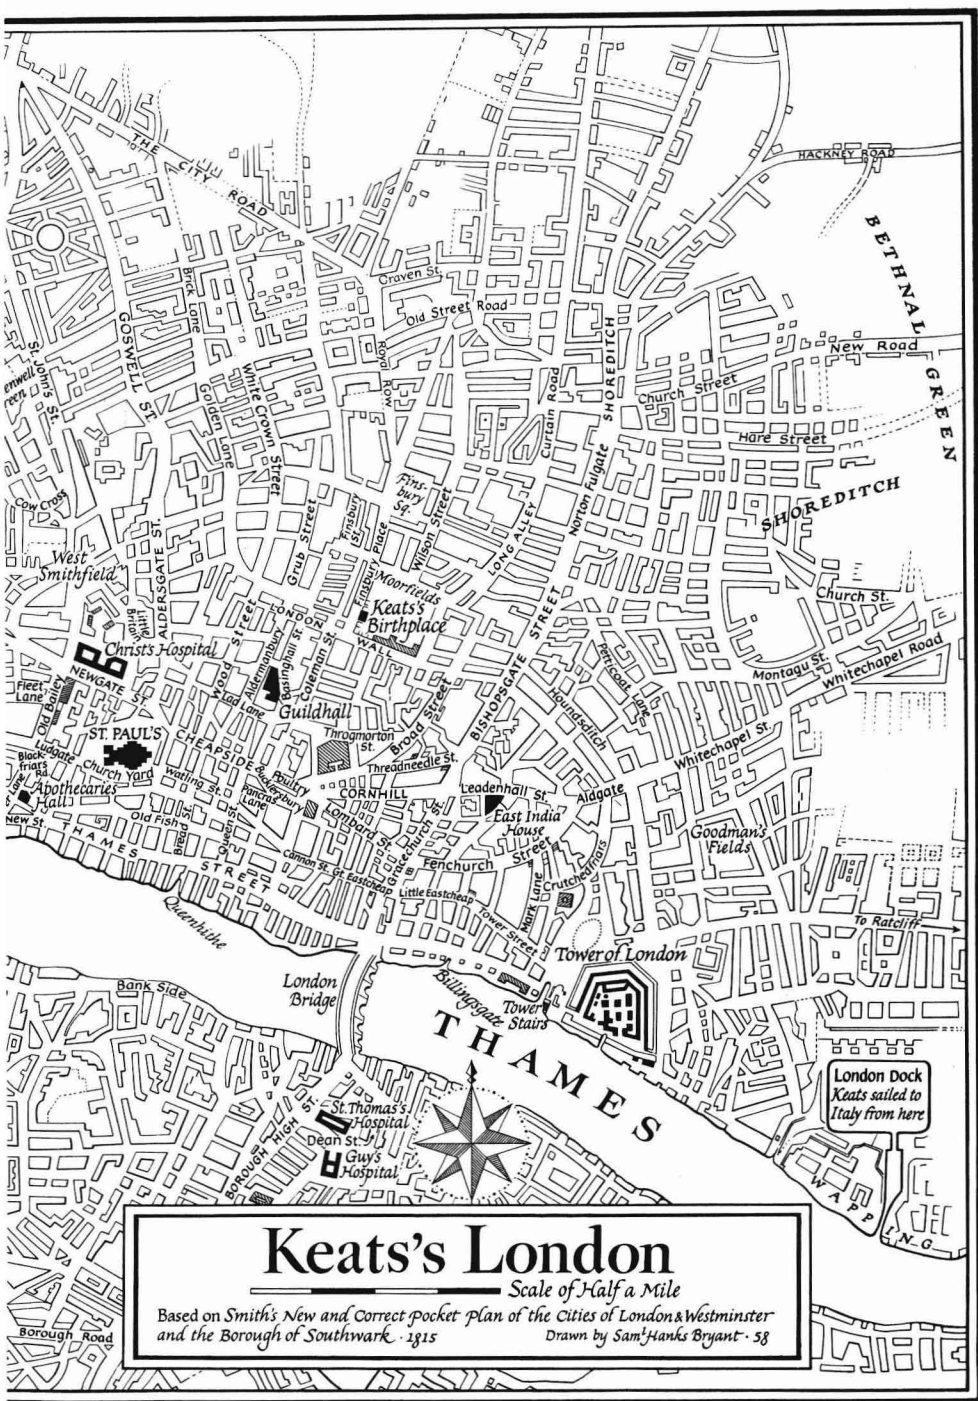 THE CITY ROAD
HACKNEY ROAD
BETHNAL GREEN
Craven St.
Old Street Road
Brick Lane
GOSWELL ST.
St. John's St.
Royal Row
SHOREDITCH
New Road
Church Street
White Crown Street
Golden Lane
Curtain Road
Hare Street
Cow Cross
Finsbury Sq.
Norton Fulgate
SHOREDITCH
Grub Street
Finsbury St.
Wilson Street
LONG ALLEY
West
Smithfield
ALDERSGATE ST.
Finsbury Place
Moorfields
Little Britain
LONDON WALL
Keats's
Birthplace
Church St.
Christ's Hospital
Wood Street
Aldermanbury
Basinghall St.
Coleman St.
BISHOPSGATE STREET
Petticoat Lane
Montagu St.
Whitechapel Road
NEWGATE ST.
Fleet
Lane
Old Bailey
Lad Lane
Guildhall
Broad Street
Houndsditch
ST. PAUL'S
Church Yard
CHEAPSIDE
Throgmorton
St.
Threadneedle St.
Whitechapel St.
Ludgate
Black-
friars
Rd
Watling St.
Poultry
Bucklersbury
Pancras
Lane
CORNHILL
Leadenhall St.
Aldgate
Apothecaries
Hall
New St.
Old Fish
Bread St.
Queen St.
Lombard St.
Gracechurch St.
East India
House
Goodman's
Fields
THAMES STREET
Cannon St.
Gt. Eastcheap
Fenchurch Street
Little Eastcheap
Mark Lane
Crutchedfriars
Tower Street
To Ratcliff
Queenhithe
Tower of London
London
Bridge
Billingsgate
Tower
Stairs
Bank Side
THAMES
London Dock
Keats sailed to
Italy from here
St. Thomas's
Hospital
Dean St.
Guy's
Hospital
BOROUGH HIGH ST.
WAPPING
Keats's London
Scale of Half a Mile
Based on Smith's New and Correct Pocket Plan of the Cities of London & Westminster
and the Borough of Southwark · 1815
Drawn by Samˡ Hanks Bryant · 58
Borough Road